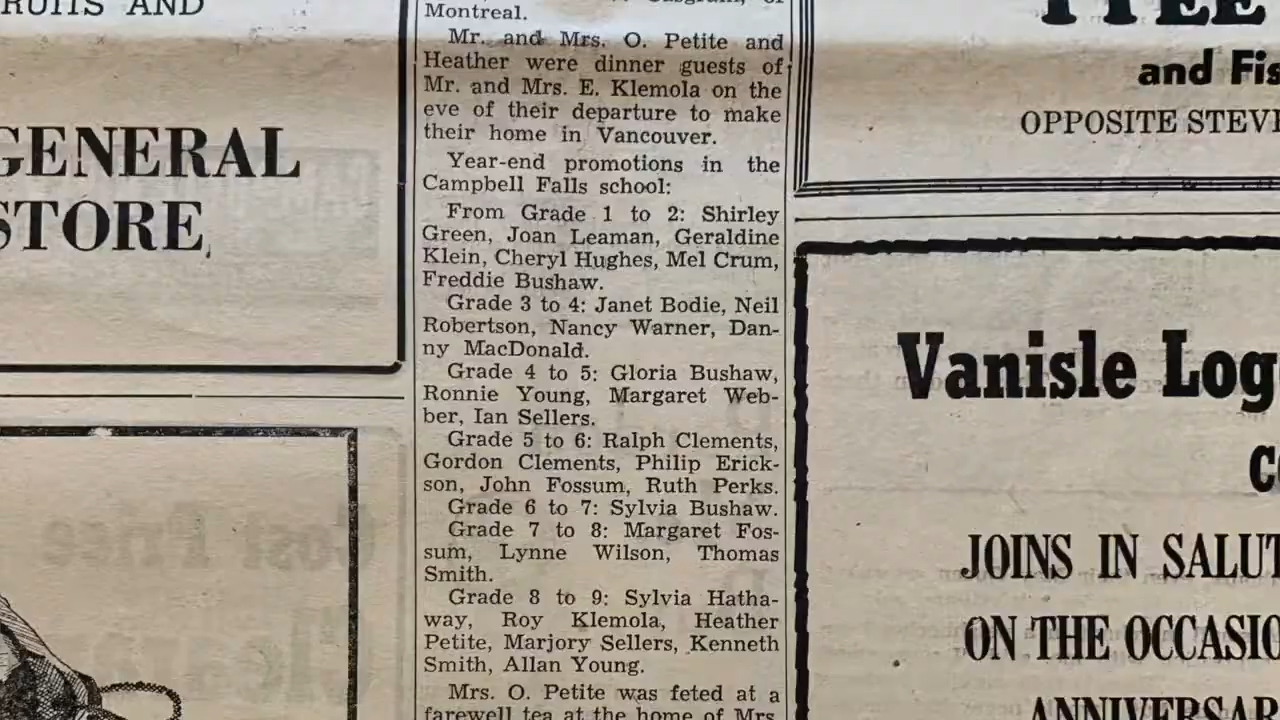 RUITS AND
GENERAL
STORE
Montreal.
Mr. and Mrs. O. Petite and
Heather were dinner guests of
Mr. and Mrs. E. Klemola on the
eve of their departure to make
their home in Vancouver.
Year-end promotions in the
Campbell Falls school:
From Grade 1 to 2: Shirley
Green, Joan Leaman, Geraldine
Klein, Cheryl Hughes, Mel Crum,
Freddie Bushaw.
Grade 3 to 4: Janet Bodie, Neil
Robertson, Nancy Warner, Dan-
ny MacDonald.
Grade 4 to 5: Gloria Bushaw,
Ronnie Young, Margaret Web-
ber, Ian Sellers.
Grade 5 to 6: Ralph Clements,
Gordon Clements, Philip Erick-
son, John Fossum, Ruth Perks.
Grade 6 to 7: Sylvia Bushaw.
Grade 7 to 8: Margaret Fos-
sum, Lynne Wilson, Thomas
Smith.
Grade 8 to 9: Sylvia Hatha-
way, Roy Klemola, Heather
Petite, Marjory Sellers, Kenneth
Smith, Allan Young.
Mrs. O. Petite was feted at a
farewell tea at the home of Mrs.
and Fis
OPPOSITE STEVE
Vanisle Log
CO
JOINS IN SALUT
ON THE OCCASIO
ANNIVERSAR